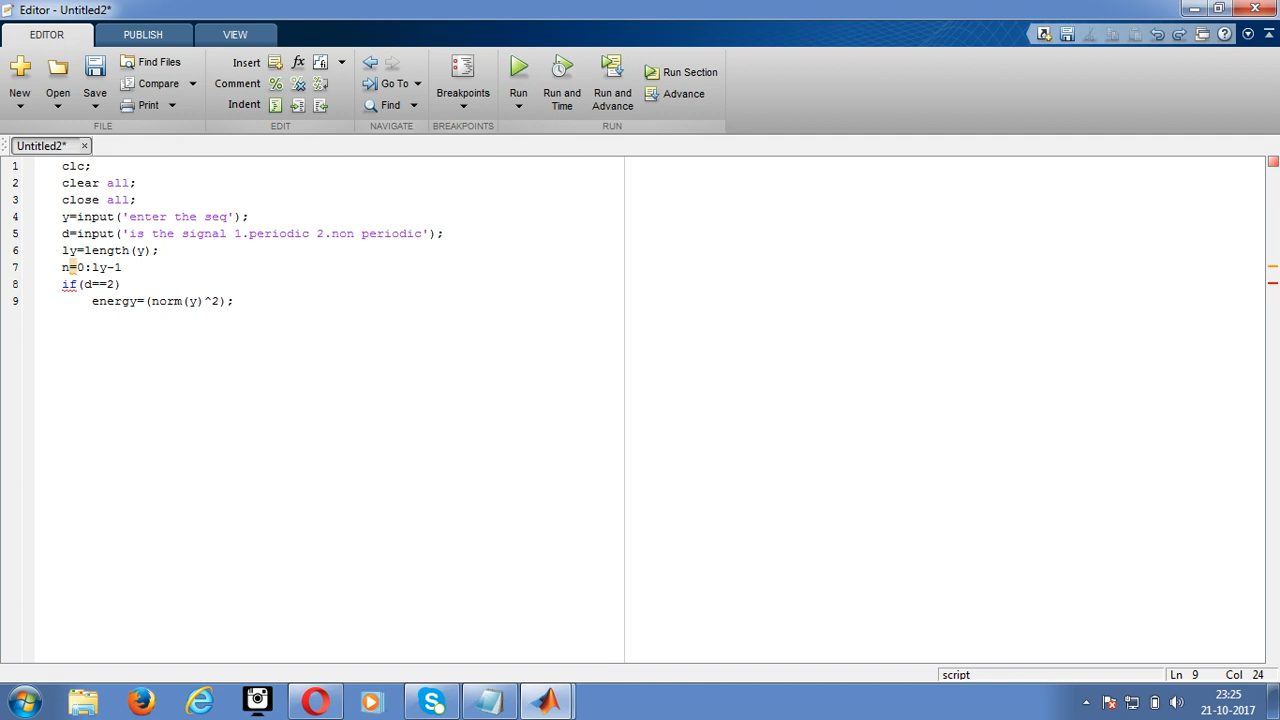 Editor - Untitled2*
EDITOR PUBLISH VIEW
New Open Save Find Files Compare Print
Insert fx Comment Indent
Go To Find
Breakpoints
Run Run and Time Run and Advance Run Section Advance
FILE EDIT NAVIGATE BREAKPOINTS RUN
Untitled2* ×
1 clc;
2 clear all;
3 close all;
4 y=input('enter the seq');
5 d=input('is the signal 1.periodic 2.non periodic');
6 ly=length(y);
7 n=0:ly-1
8 if(d==2)
9 energy=(norm(y)^2);
script Ln 9 Col 24
23:25
21-10-2017